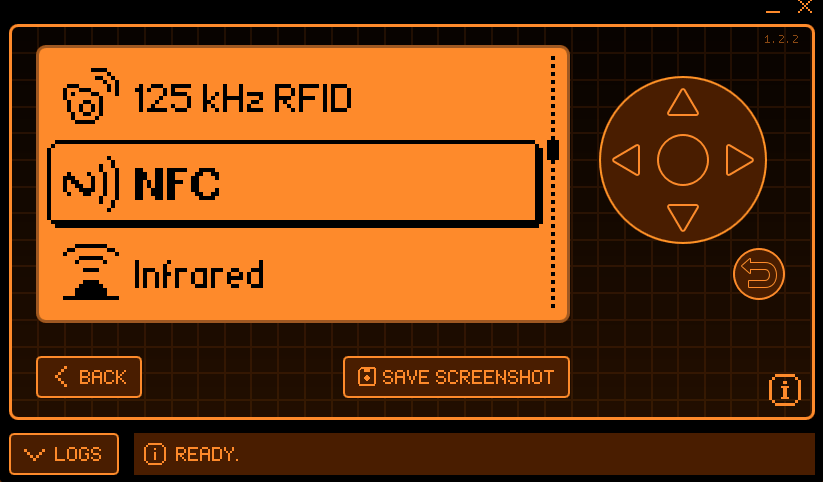 1.2.2
125 kHz RFID
NFC
Infrared
BACK
SAVE SCREENSHOT
LOGS
READY.